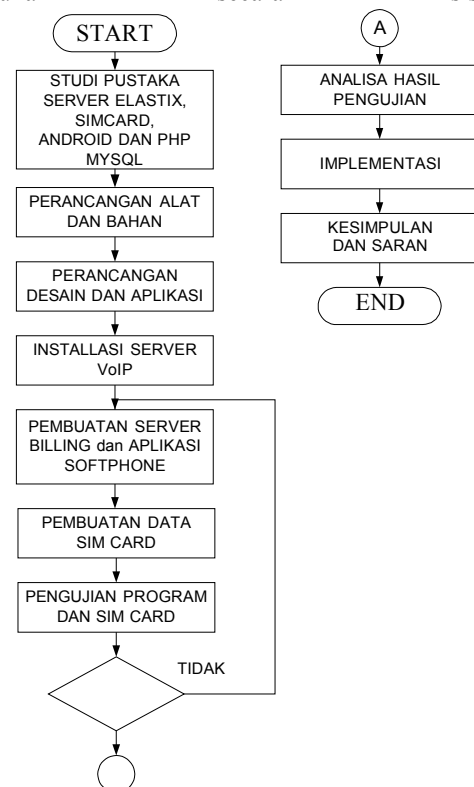 START
STUDI PUSTAKA
SERVER ELASTIX,
SIMCARD,
ANDROID DAN PHP
MYSQL
PERANCANGAN ALAT
DAN BAHAN
PERANCANGAN
DESAIN DAN APLIKASI
INSTALLASI SERVER
VoIP
PEMBUATAN SERVER
BILLING dan APLIKASI
SOFTPHONE
PEMBUATAN DATA
SIM CARD
PENGUJIAN PROGRAM
DAN SIM CARD
TIDAK
A
ANALISA HASIL
PENGUJIAN
IMPLEMENTASI
KESIMPULAN
DAN SARAN
END